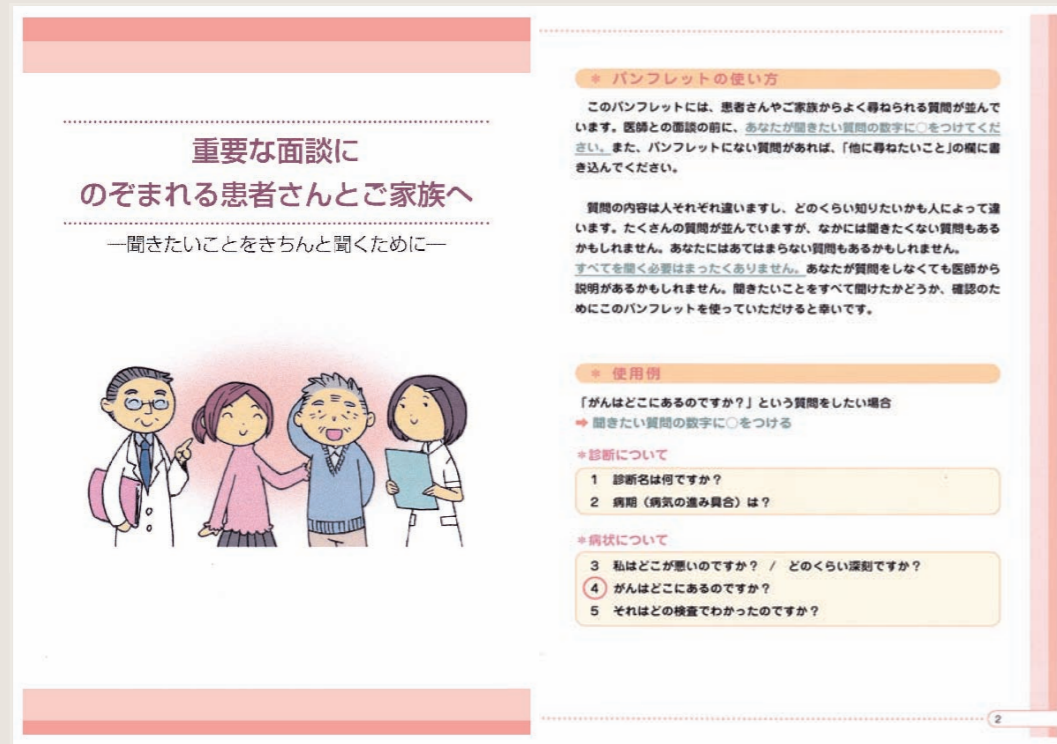 重要な面談に
のぞまれる患者さんとご家族へ
―聞きたいことをきちんと聞くために―
* パンフレットの使い方
このパンフレットには、患者さんやご家族からよく尋ねられる質問が並んで
います。医師との面談の前に、あなたが聞きたい質問の数字に○をつけてくだ
さい。また、パンフレットにない質問があれば、「他に尋ねたいこと」の欄に書
き込んでください。
質問の内容は人それぞれ違いますし、どのくらい知りたいかも人によって違
います。たくさんの質問が並んでいますが、なかには聞きたくない質問もある
かもしれません。あなたにはあてはまらない質問もあるかもしれません。
すべてを聞く必要はまったくありません。あなたが質問をしなくても医師から
説明があるかもしれません。聞きたいことをすべて聞けたかどうか、確認のた
めにこのパンフレットを使っていただけると幸いです。
* 使用例
「がんはどこにあるのですか？」という質問をしたい場合
➡ 聞きたい質問の数字に○をつける
*診断について
1 診断名は何ですか？
2 病期（病気の進み具合）は？
*病状について
3 私はどこが悪いのですか？ / どのくらい深刻ですか？
4 がんはどこにあるのですか？
5 それはどの検査でわかったのですか？
2